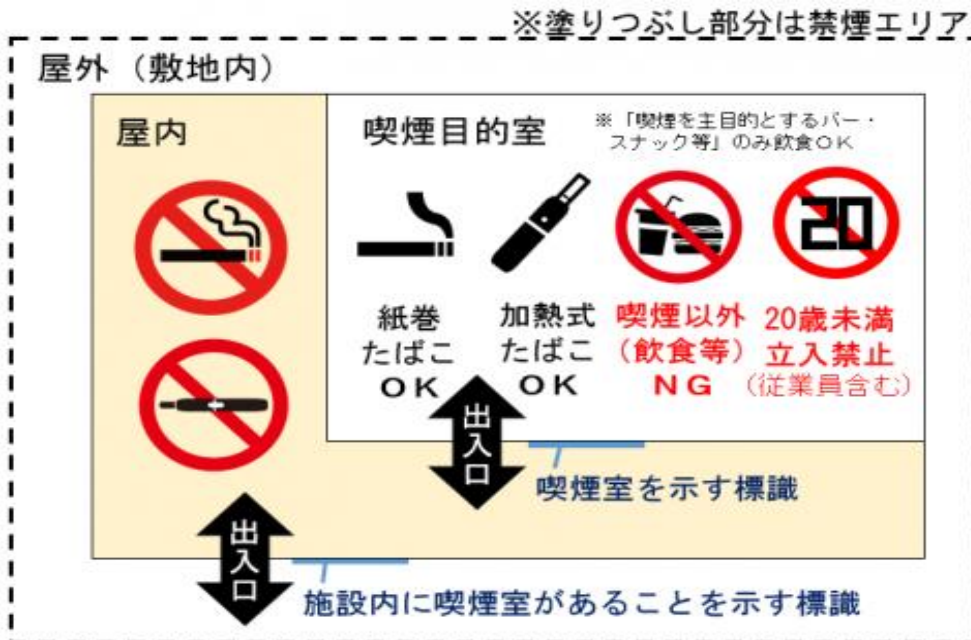 ※塗りつぶし部分は禁煙エリア
屋外（敷地内）
屋内
喫煙目的室
※「喫煙を主目的とするバー・
スナック等」のみ飲食ＯＫ
20
紙巻
たばこ
ＯＫ
加熱式
たばこ
ＯＫ
喫煙以外
（飲食等）
ＮＧ
20歳未満
立入禁止
（従業員含む）
出入口
喫煙室を示す標識
出入口
施設内に喫煙室があることを示す標識